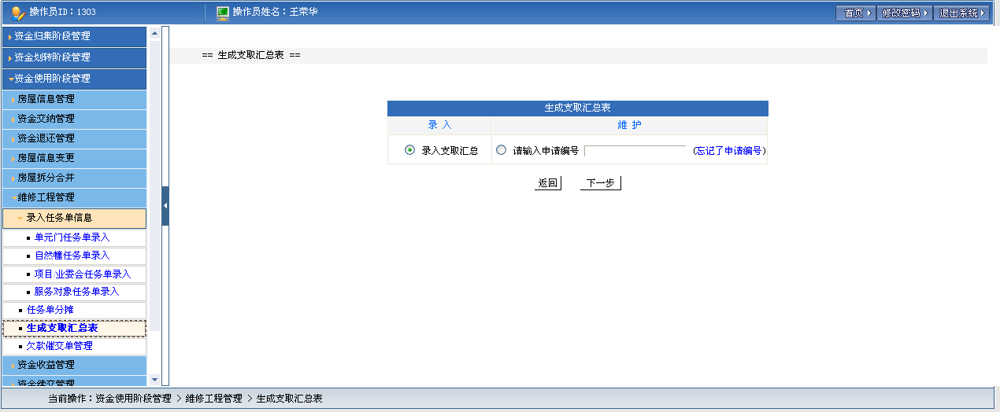 操作员ID：1303
操作员姓名：王荣华
首页
修改密码
退出系统
资金归集阶段管理
资金划转阶段管理
资金使用阶段管理
房屋信息管理
资金交纳管理
资金退还管理
房屋信息变更
房屋拆分合并
维修工程管理
录入任务单信息
单元门任务单录入
自然幢任务单录入
项目/业委会任务单录入
服务对象任务单录入
任务单分摊
生成支取汇总表
欠款催交单管理
资金收益管理
资金续交管理
== 生成支取汇总表 ==
生成支取汇总表
录 入
维 护
录入支取汇总
请输入申请编号
(忘记了申请编号)
返回
下一步
当前操作：资金使用阶段管理 > 维修工程管理 > 生成支取汇总表